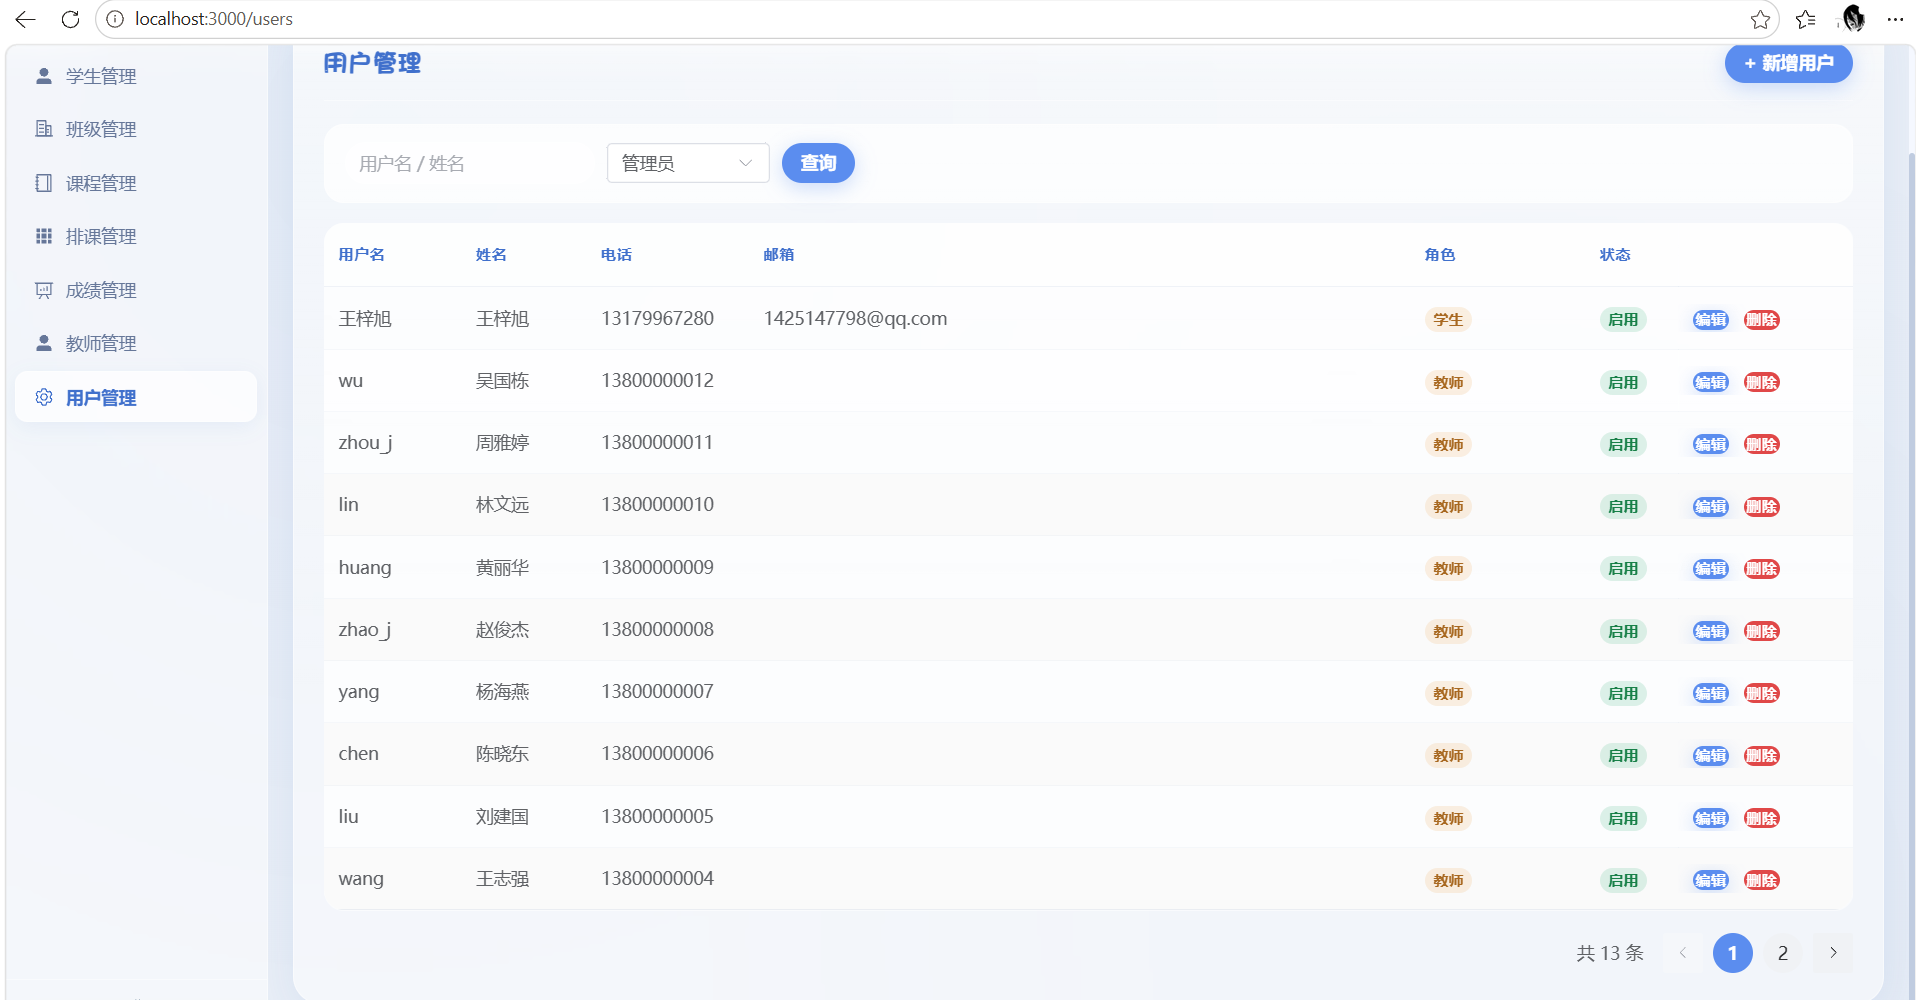 localhost:3000/users
学生管理
班级管理
课程管理
排课管理
成绩管理
教师管理
用户管理
用户管理
+ 新增用户
用户名 / 姓名 管理员 查询
用户名 姓名 电话 邮箱 角色 状态
王梓旭 王梓旭 13179967280 1425147798@qq.com 学生 启用 编辑 删除
wu 吴国栋 13800000012 教师 启用 编辑 删除
zhou_j 周雅婷 13800000011 教师 启用 编辑 删除
lin 林文远 13800000010 教师 启用 编辑 删除
huang 黄丽华 13800000009 教师 启用 编辑 删除
zhao_j 赵俊杰 13800000008 教师 启用 编辑 删除
yang 杨海燕 13800000007 教师 启用 编辑 删除
chen 陈晓东 13800000006 教师 启用 编辑 删除
liu 刘建国 13800000005 教师 启用 编辑 删除
wang 王志强 13800000004 教师 启用 编辑 删除
共 13 条 1 2